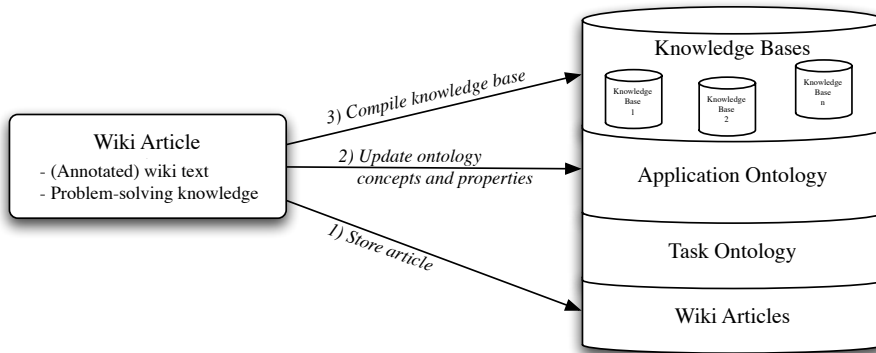 Wiki Article
- (Annotated) wiki text
- Problem-solving knowledge
3) Compile knowledge base
2) Update ontology
concepts and properties
1) Store article
Knowledge Bases
Knowledge
Base
1
Knowledge
Base
2
Knowledge
Base
n
Application Ontology
Task Ontology
Wiki Articles